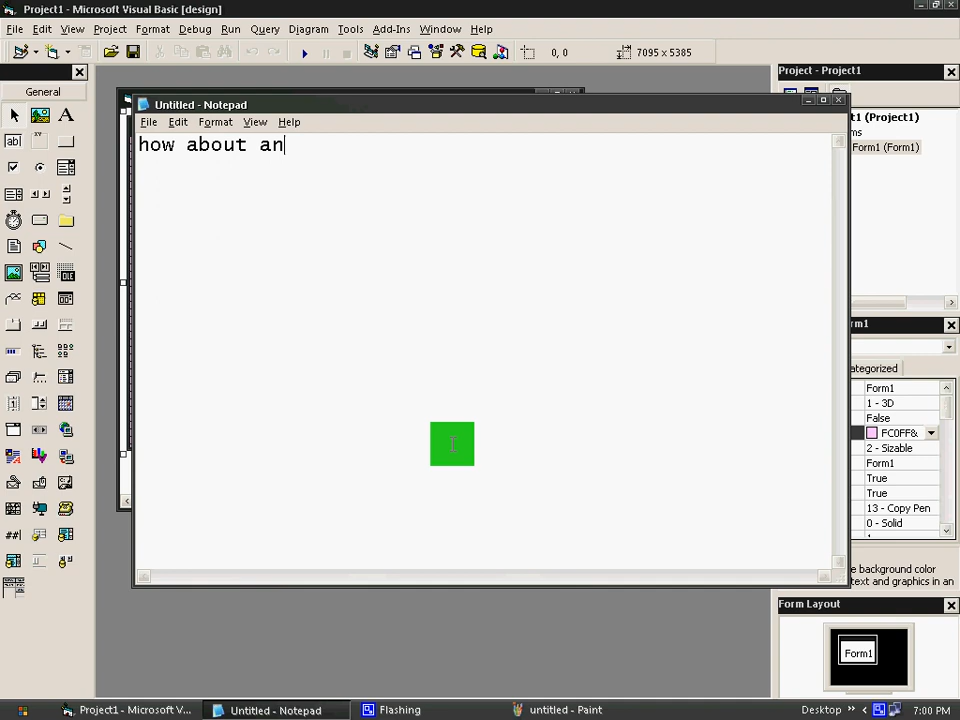 Project1 - Microsoft Visual Basic [design]
File Edit View Project Format Debug Run Query Diagram Tools Add-Ins Window Help
0, 0
7095 x 5385
General
Project - Project1
Untitled - Notepad
File Edit Format View Help
how about an
ct1 (Project1)
ms
Form1 (Form1)
rm1
ategorized
Form1
1 - 3D
False
FC0FF&
2 - Sizable
Form1
True
True
13 - Copy Pen
0 - Solid
e background color
text and graphics in an
Form Layout
Form1
Project1 - Microsoft V...
Untitled - Notepad
Flashing
untitled - Paint
Desktop
7:00 PM